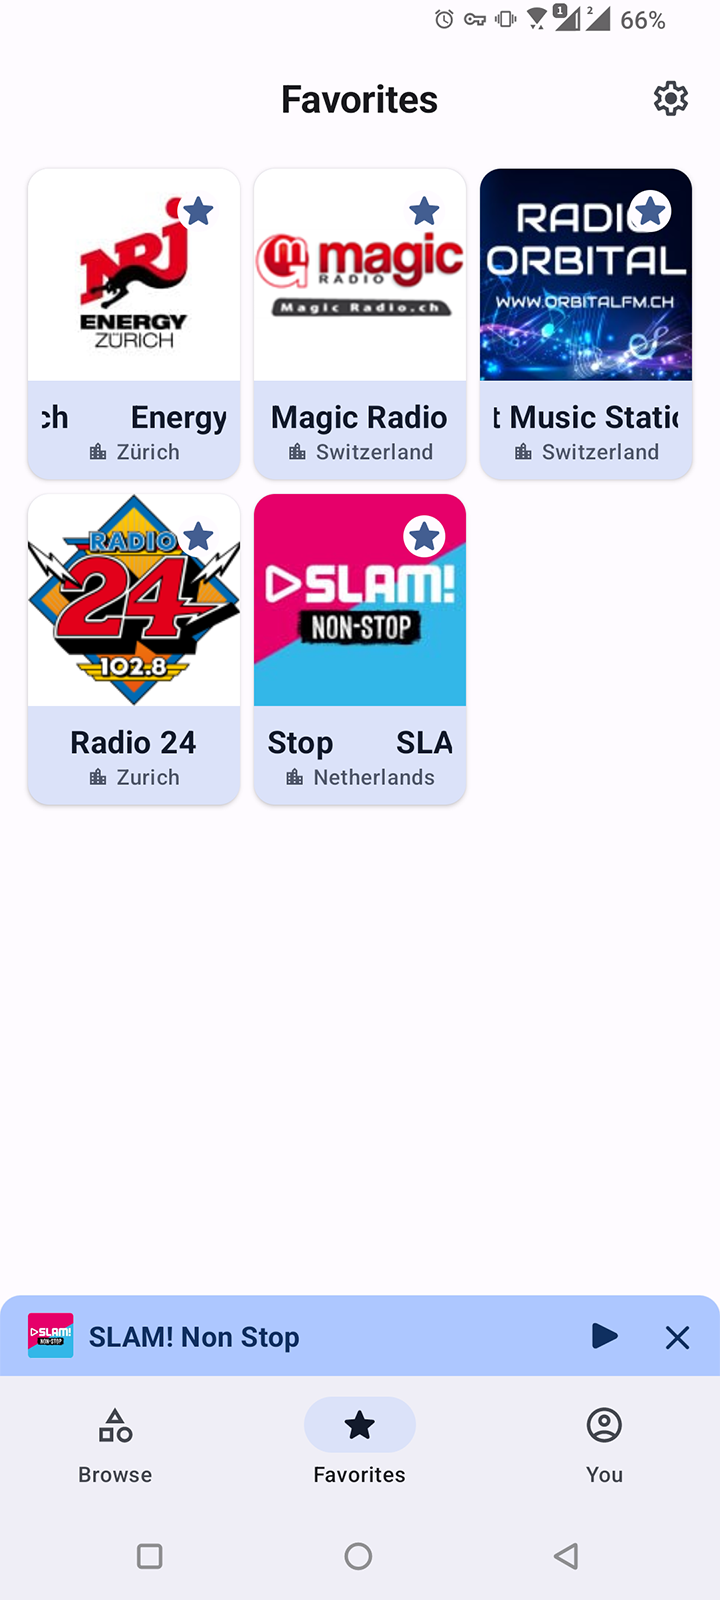 1 2 66%
Favorites
NRJ
ENERGY
ZÜRICH
m magic
RADIO
Magic Radio.ch
RADIO
ORBITAL
WWW.ORBITALFM.CH
ch Energy
Zürich
Magic Radio
Switzerland
t Music Static
Switzerland
RADIO
24
102.8
SLAM!
NON-STOP
Radio 24
Zurich
Stop SLA
Netherlands
SLAM!
NON-STOP
SLAM! Non Stop
Browse
Favorites
You